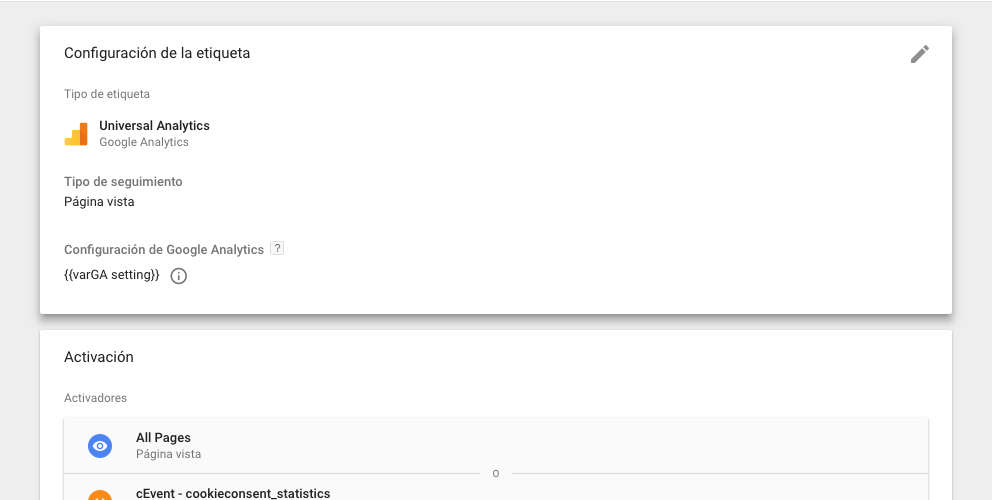 Configuración de la etiqueta
Tipo de etiqueta
Universal Analytics
Google Analytics
Tipo de seguimiento
Página vista
Configuración de Google Analytics ?
{{varGA setting}}
Activación
Activadores
All Pages
Página vista
o
cEvent - cookieconsent_statistics